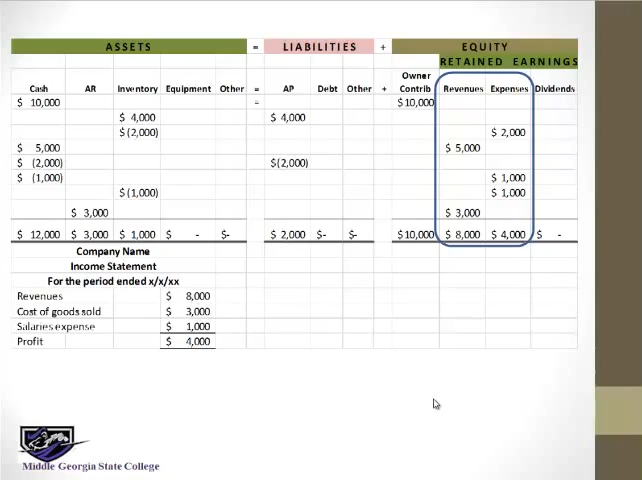 ASSETS = LIABILITIES + EQUITY
RETAINED EARNINGS
Cash AR Inventory Equipment Other = AP Debt Other + Owner Contrib Revenues Expenses Dividends
$ 10,000 = $10,000
$ 4,000 $ 4,000
$ (2,000) $ 2,000
$ 5,000 $ 5,000
$ (2,000) $(2,000)
$ (1,000) $ 1,000
$ (1,000) $ 1,000
$ 3,000 $ 3,000
$ 12,000 $ 3,000 $ 1,000 $ - $- $ 2,000 $- $- $10,000 $ 8,000 $ 4,000 $ -
Company Name
Income Statement
For the period ended x/x/xx
Revenues $ 8,000
Cost of goods sold $ 3,000
Salaries expense $ 1,000
Profit $ 4,000
Middle Georgia State College